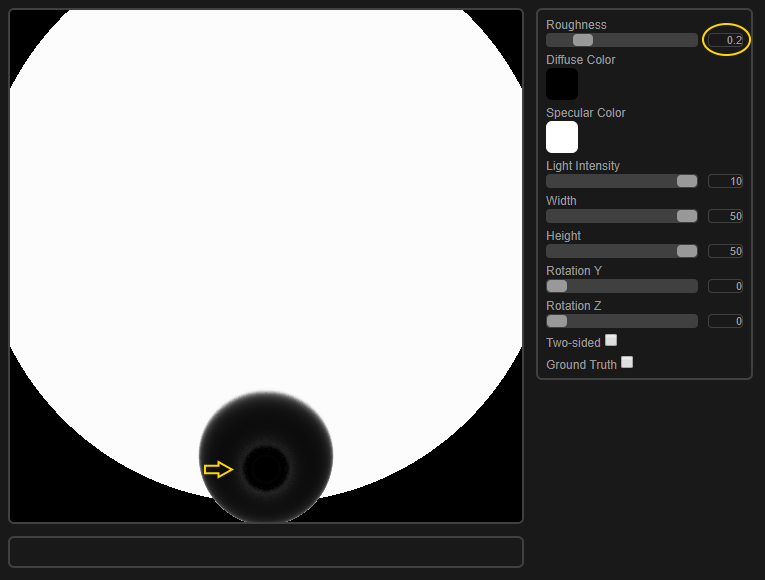 Roughness
0.2
Diffuse Color
Specular Color
Light Intensity
10
Width
50
Height
50
Rotation Y
0
Rotation Z
0
Two-sided
Ground Truth